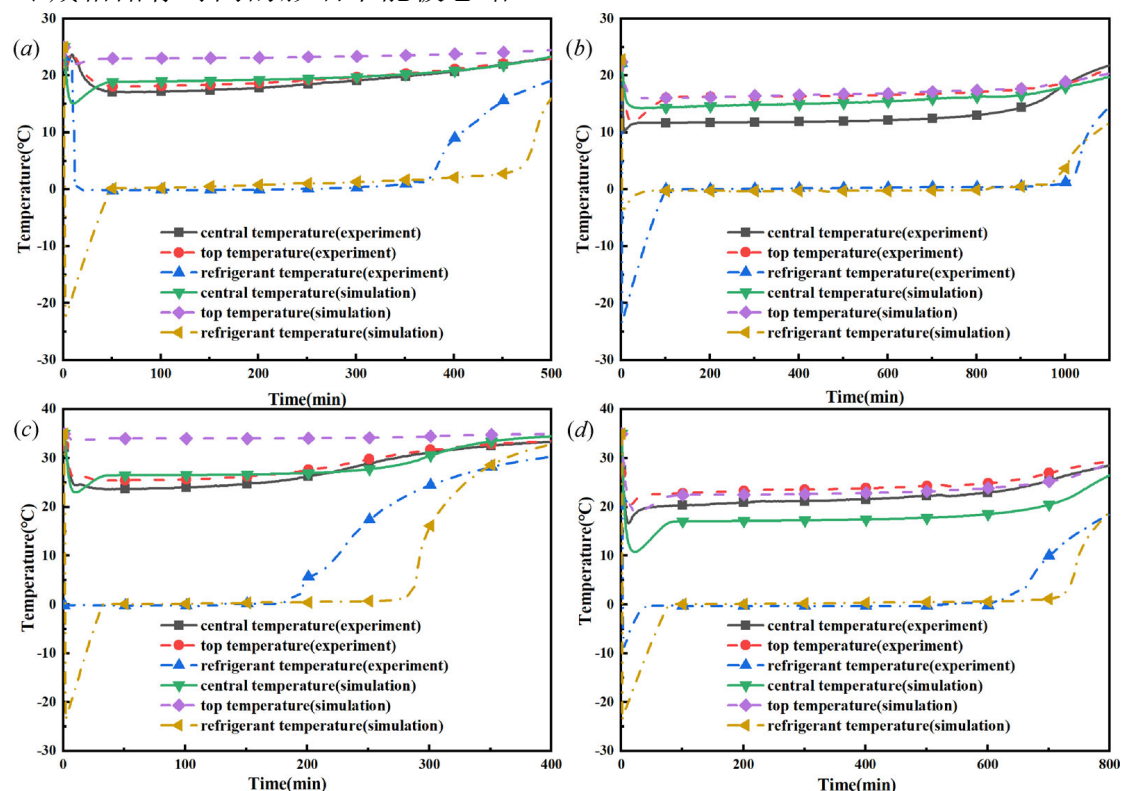 (a)
Temperature(℃)
30
20
10
0
-10
-20
-30
central temperature(experiment)
top temperature(experiment)
refrigerant temperature(experiment)
central temperature(simulation)
top temperature(simulation)
refrigerant temperature(simulation)
0 100 200 300 400 500
Time(min)
(b)
Temperature(℃)
30
20
10
0
-10
-20
-30
central temperature(experiment)
top temperature(experiment)
refrigerant temperature(experiment)
central temperature(simulation)
top temperature(simulation)
refrigerant temperature(simulation)
0 200 400 600 800 1000
Time(min)
(c)
Temperature(℃)
40
30
20
10
0
-10
-20
-30
central temperature(experiment)
top temperature(experiment)
refrigerant temperature(experiment)
central temperature(simulation)
top temperature(simulation)
refrigerant temperature(simulation)
0 100 200 300 400
Time(min)
(d)
Temperature(℃)
40
30
20
10
0
-10
-20
-30
central temperature(experiment)
top temperature(experiment)
refrigerant temperature(experiment)
central temperature(simulation)
top temperature(simulation)
refrigerant temperature(simulation)
0 200 400 600 800
Time(min)